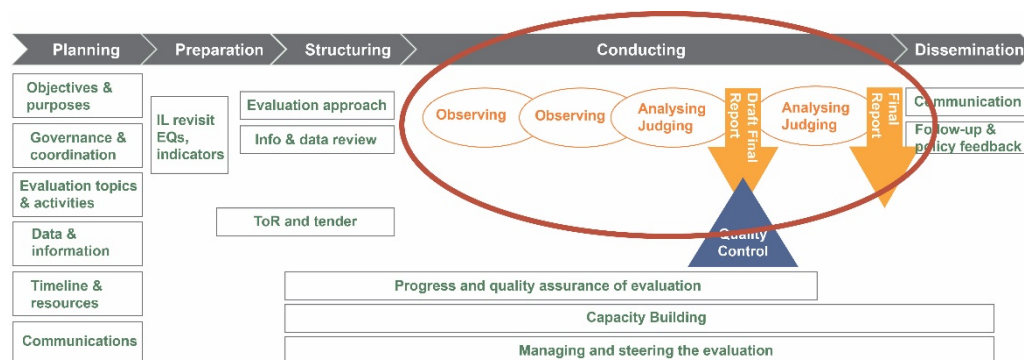 Planning
Preparation
Structuring
Conducting
Dissemination
Objectives &
purposes
Governance &
coordination
Evaluation topics
& activities
Data &
information
Timeline &
resources
Communications
IL revisit
EQs,
indicators
Evaluation approach
Info & data review
ToR and tender
Observing
Observing
Analysing
Judging
Draft Final
Report
Analysing
Judging
Final
Report
Communication
Follow-up &
policy feedback
Quality
Control
Progress and quality assurance of evaluation
Capacity Building
Managing and steering the evaluation